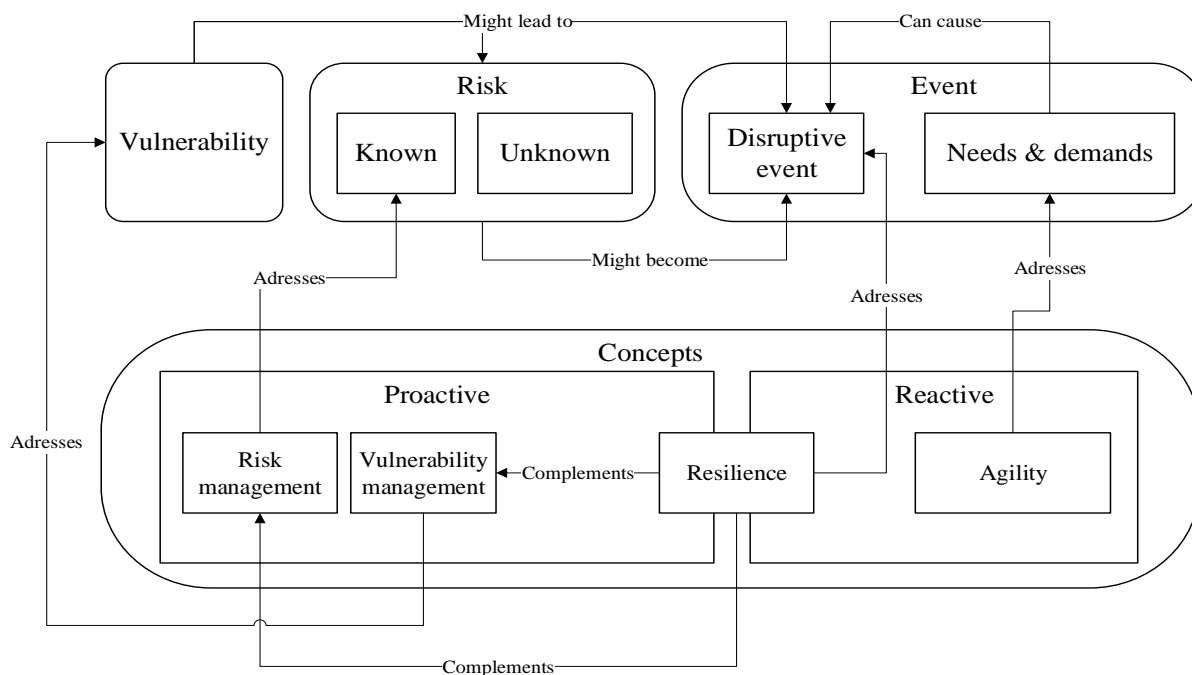 Might lead to
Can cause
Risk
Event
Vulnerability
Known
Unknown
Disruptive
event
Needs & demands
Might become
Adresses
Adresses
Adresses
Concepts
Proactive
Reactive
Adresses
Risk
management
Vulnerability
management
Complements
Resilience
Agility
Complements